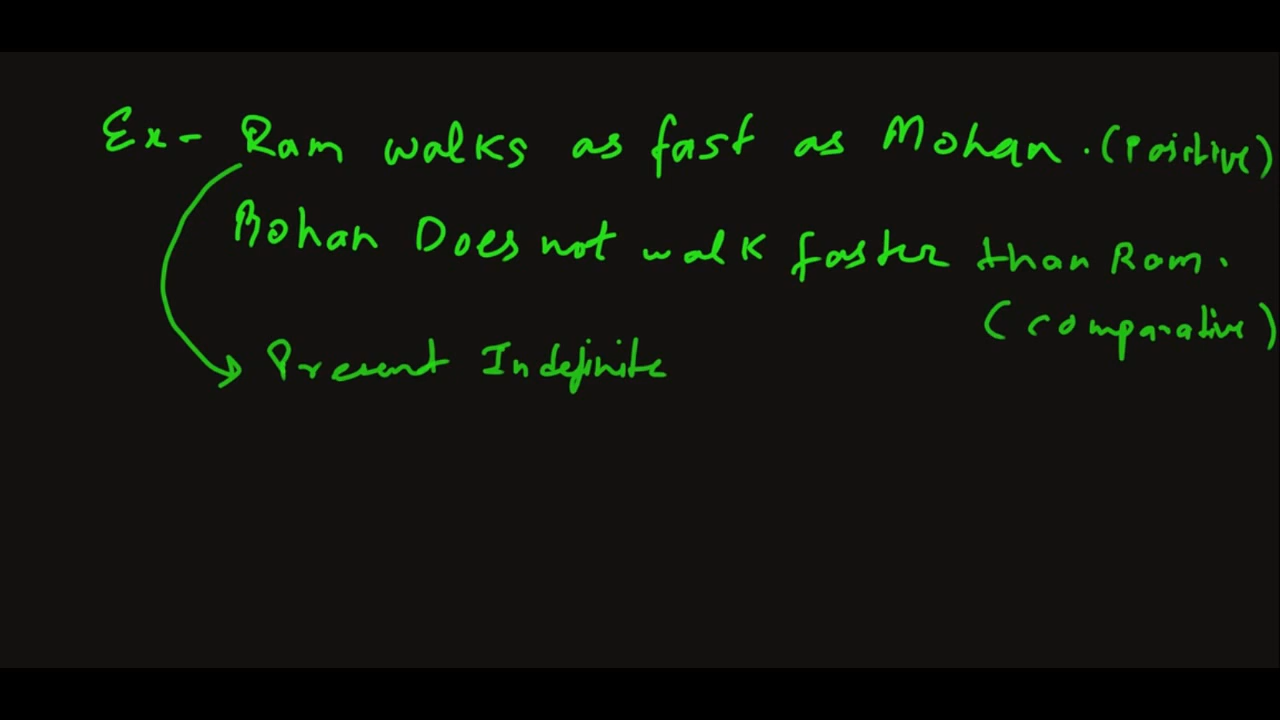 Ex- Ram walks as fast as Mohan. (Positive)
Mohan Does not walk faster than Ram.
(comparative)
Present Indefinite